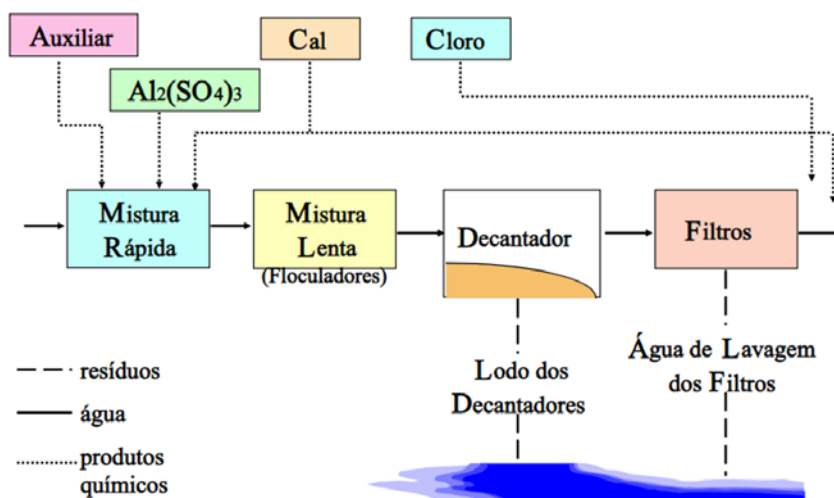 Auxiliar
Cal
Cloro
Al2(SO4)3
Mistura
Rápida
Mistura
Lenta
(Floculadores)
Decantador
Filtros
Lodo dos
Decantadores
Água de Lavagem
dos Filtros
resíduos
água
produtos
químicos